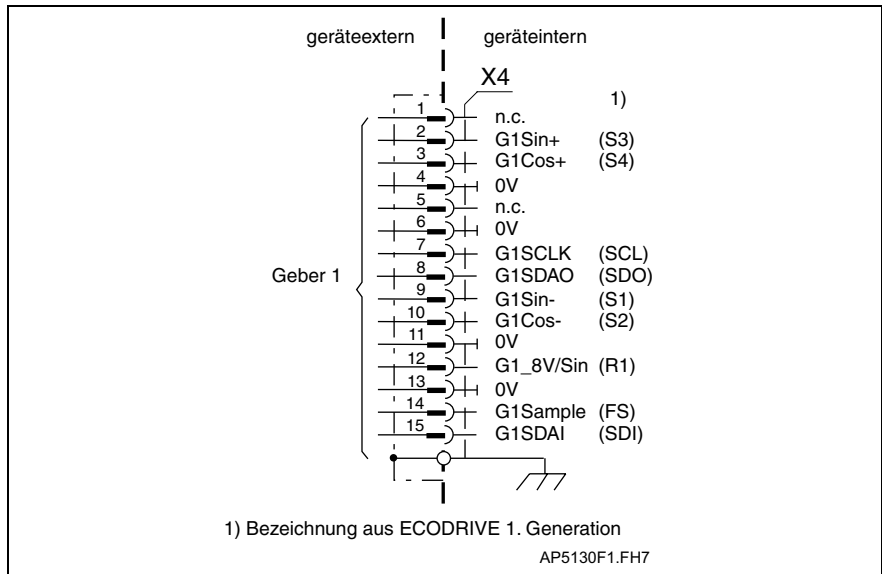 geräteextern geräteintern
X4
1)
1 n.c.
2 G1Sin+ (S3)
3 G1Cos+ (S4)
4 0V
5 n.c.
6 0V
7 G1SCLK (SCL)
Geber 1 8 G1SDAO (SDO)
9 G1Sin- (S1)
10 G1Cos- (S2)
11 0V
12 G1_8V/Sin (R1)
13 0V
14 G1Sample (FS)
15 G1SDAI (SDI)
1) Bezeichnung aus ECODRIVE 1. Generation
AP5130F1.FH7